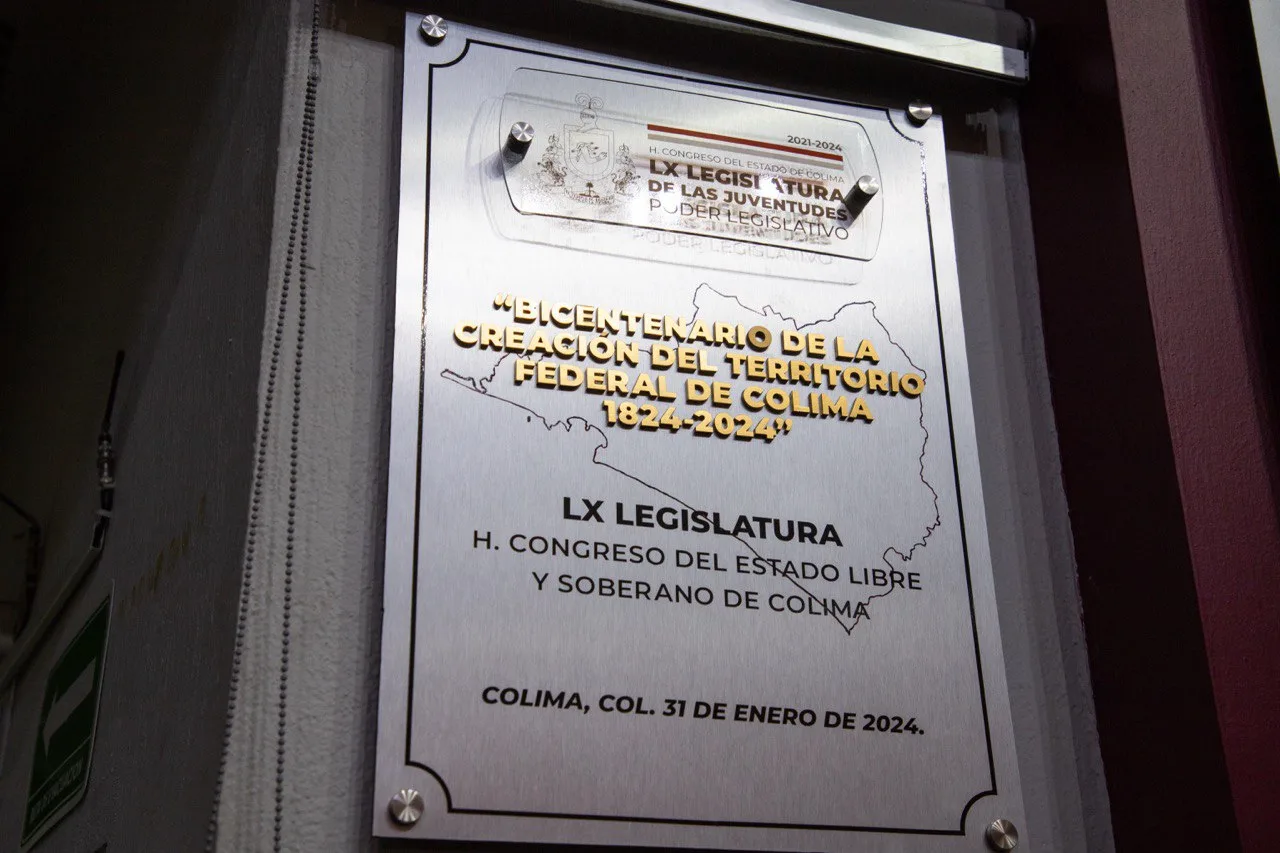 2021-2024
H. CONGRESO DEL ESTADO DE COLIMA
LX LEGISLATURA
DE LAS JUVENTUDES
PODER LEGISLATIVO
“BICENTENARIO DE LA
CREACIÓN DEL TERRITORIO
FEDERAL DE COLIMA
1824-2024”
LX LEGISLATURA
H. CONGRESO DEL ESTADO LIBRE
Y SOBERANO DE COLIMA
COLIMA, COL. 31 DE ENERO DE 2024.